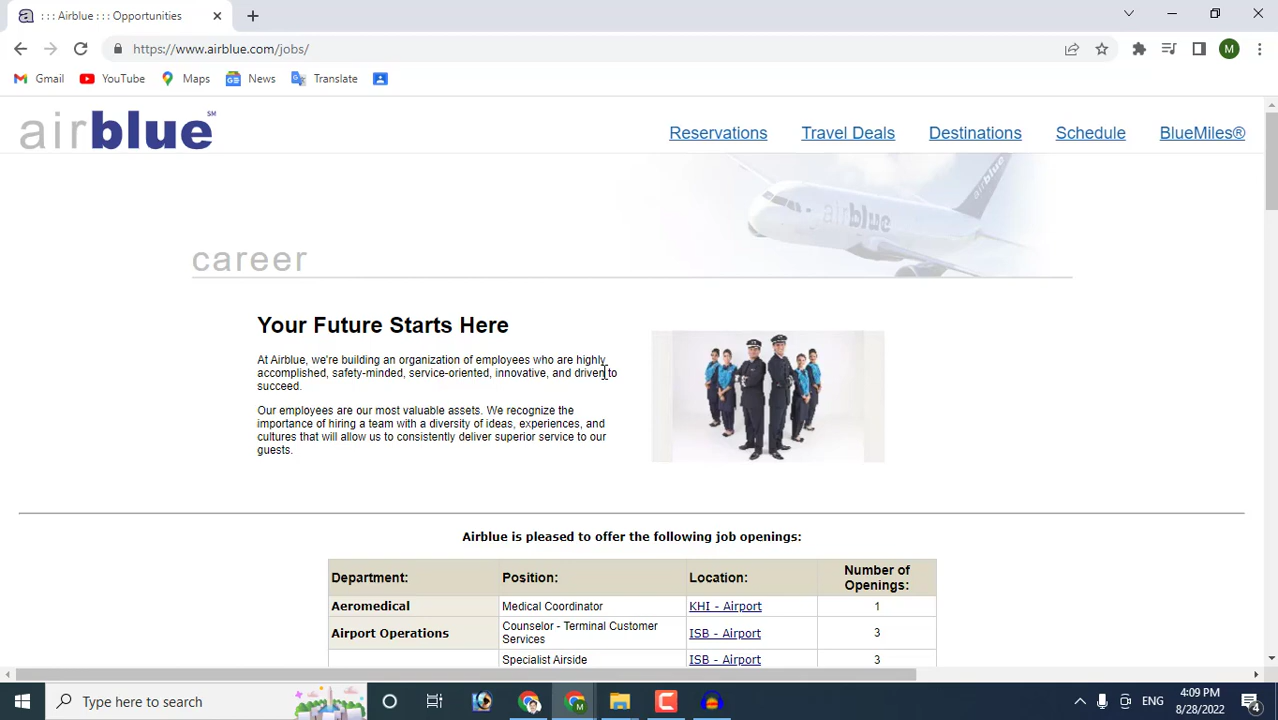 : : : Airblue : : : Opportunities
https://www.airblue.com/jobs/
M
Gmail
YouTube
Maps
News
Translate
airblue SM
Reservations
Travel Deals
Destinations
Schedule
BlueMiles®
airblue
airblue
career
Your Future Starts Here
At Airblue, we're building an organization of employees who are highly
accomplished, safety-minded, service-oriented, innovative, and driven to
succeed.
Our employees are our most valuable assets. We recognize the
importance of hiring a team with a diversity of ideas, experiences, and
cultures that will allow us to consistently deliver superior service to our
guests.
Airblue is pleased to offer the following job openings:
Department: Position: Location: Number of
Openings:
Aeromedical Medical Coordinator KHI - Airport 1
Airport Operations Counselor - Terminal Customer
Services ISB - Airport 3
Specialist Airside ISB - Airport 3
Type here to search
ENG
4:09 PM
8/28/2022
4